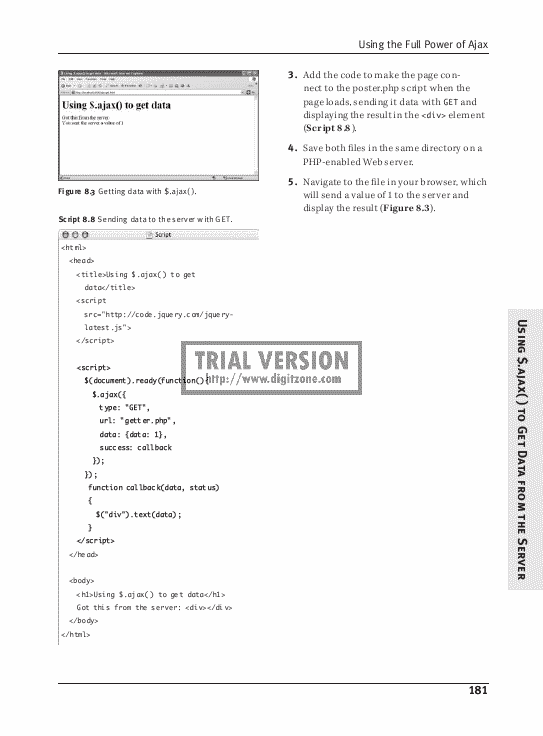 Using the Full Power of Ajax
Using $.ajax() to get data
Got this from the server:
You sent the server a value of 1
Figure 8.3 Getting data with $.ajax().
Script 8.8 Sending data to the server with GET.
Script
<html>
<head>
<title>Using $.ajax() to get
data</title>
<script
src="http://code.jquery.com/jquery-
latest.js">
</script>
<script>
$(document).ready(function(){
$.ajax({
type: "GET",
url: "getter.php",
data: {data: 1},
success: callback
});
});
function callback(data, status)
{
$("div").text(data);
}
</script>
</head>
<body>
<h1>Using $.ajax() to get data</h1>
Got this from the server: <div></div>
</body>
</html>
3. Add the code to make the page con-
nect to the poster.php script when the
page loads, sending it data with GET and
displaying the result in the <div> element
(Script 8.8).
4. Save both files in the same directory on a
PHP-enabled Web server.
5. Navigate to the file in your browser, which
will send a value of 1 to the server and
display the result (Figure 8.3).
TRIAL VERSION
http://www.digitzone.com
Using $.ajax() to Get Data from the Server
181